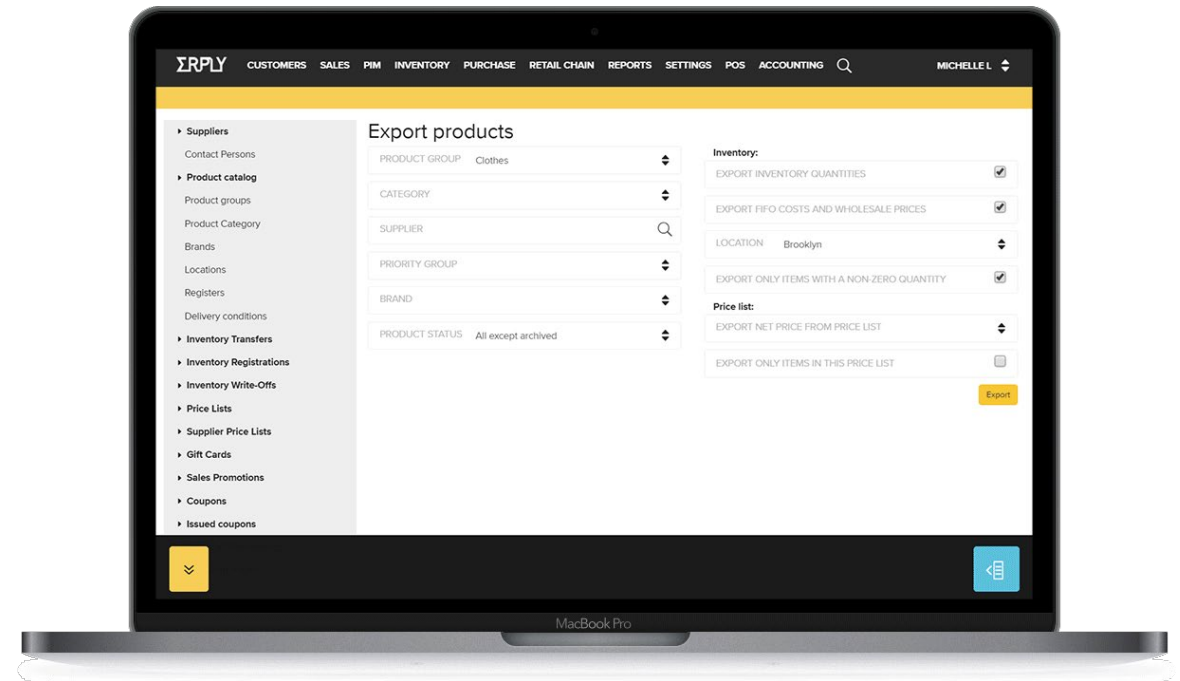 ΣRPLY CUSTOMERS SALES PIM INVENTORY PURCHASE RETAIL CHAIN REPORTS SETTINGS POS ACCOUNTING MICHELLE L
Suppliers
Contact Persons
Product catalog
Product groups
Product Category
Brands
Locations
Registers
Delivery conditions
Inventory Transfers
Inventory Registrations
Inventory Write-Offs
Price Lists
Supplier Price Lists
Gift Cards
Sales Promotions
Coupons
Issued coupons
Export products
PRODUCT GROUP Clothes
CATEGORY
SUPPLIER
PRIORITY GROUP
BRAND
PRODUCT STATUS All except archived
Inventory:
EXPORT INVENTORY QUANTITIES
EXPORT FIFO COSTS AND WHOLESALE PRICES
LOCATION Brooklyn
EXPORT ONLY ITEMS WITH A NON-ZERO QUANTITY
Price list:
EXPORT NET PRICE FROM PRICE LIST
EXPORT ONLY ITEMS IN THIS PRICE LIST
Export
MacBook Pro